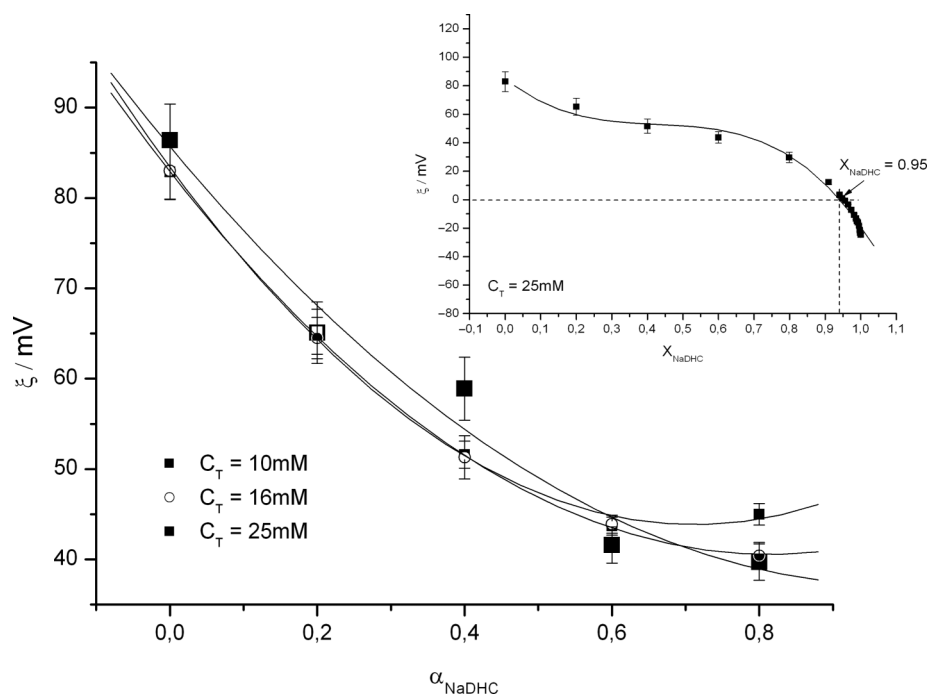 120
100
80
60
40
20
0
−20
−40
−60
−80
ξ / mV
X_NaDHC = 0.95
C_T = 25mM
−0,1 0,0 0,1 0,2 0,3 0,4 0,5 0,6 0,7 0,8 0,9 1,0 1,1
X_NaDHC
90
80
70
60
50
40
ξ / mV
C_T = 10mM
C_T = 16mM
C_T = 25mM
0,0 0,2 0,4 0,6 0,8
α_NaDHC